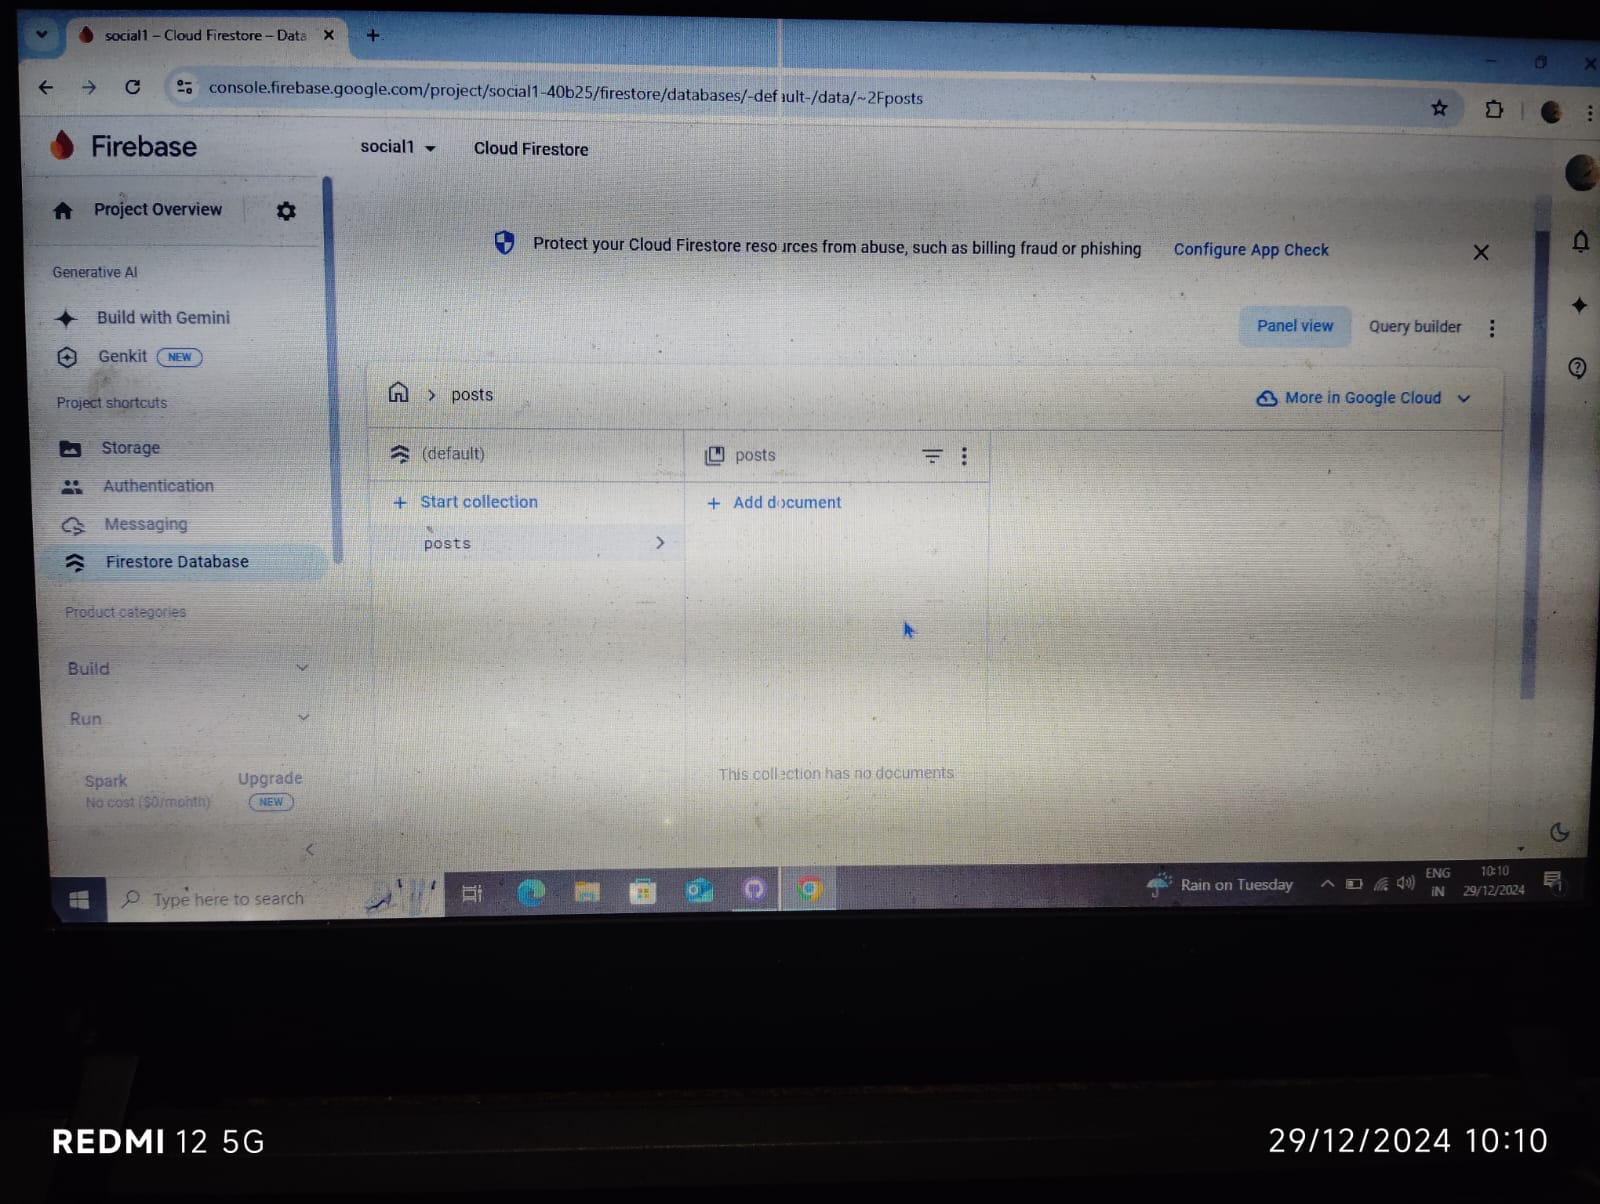 social1 – Cloud Firestore – Data
console.firebase.google.com/project/social1-40b25/firestore/databases/-default-/data/~2Fposts
Firebase
social1
Cloud Firestore
Project Overview
Protect your Cloud Firestore resources from abuse, such as billing fraud or phishing
Configure App Check
Generative AI
Build with Gemini
Genkit NEW
Panel view
Query builder
Project shortcuts
posts
More in Google Cloud
Storage
Authentication
Messaging
Firestore Database
(default)
posts
Start collection
Add document
posts
Product categories
Build
Run
This collection has no documents
Spark
No cost ($0/month)
Upgrade
NEW
Type here to search
Rain on Tuesday
ENG
IN
10:10
29/12/2024
1
REDMI 12 5G
29/12/2024 10:10